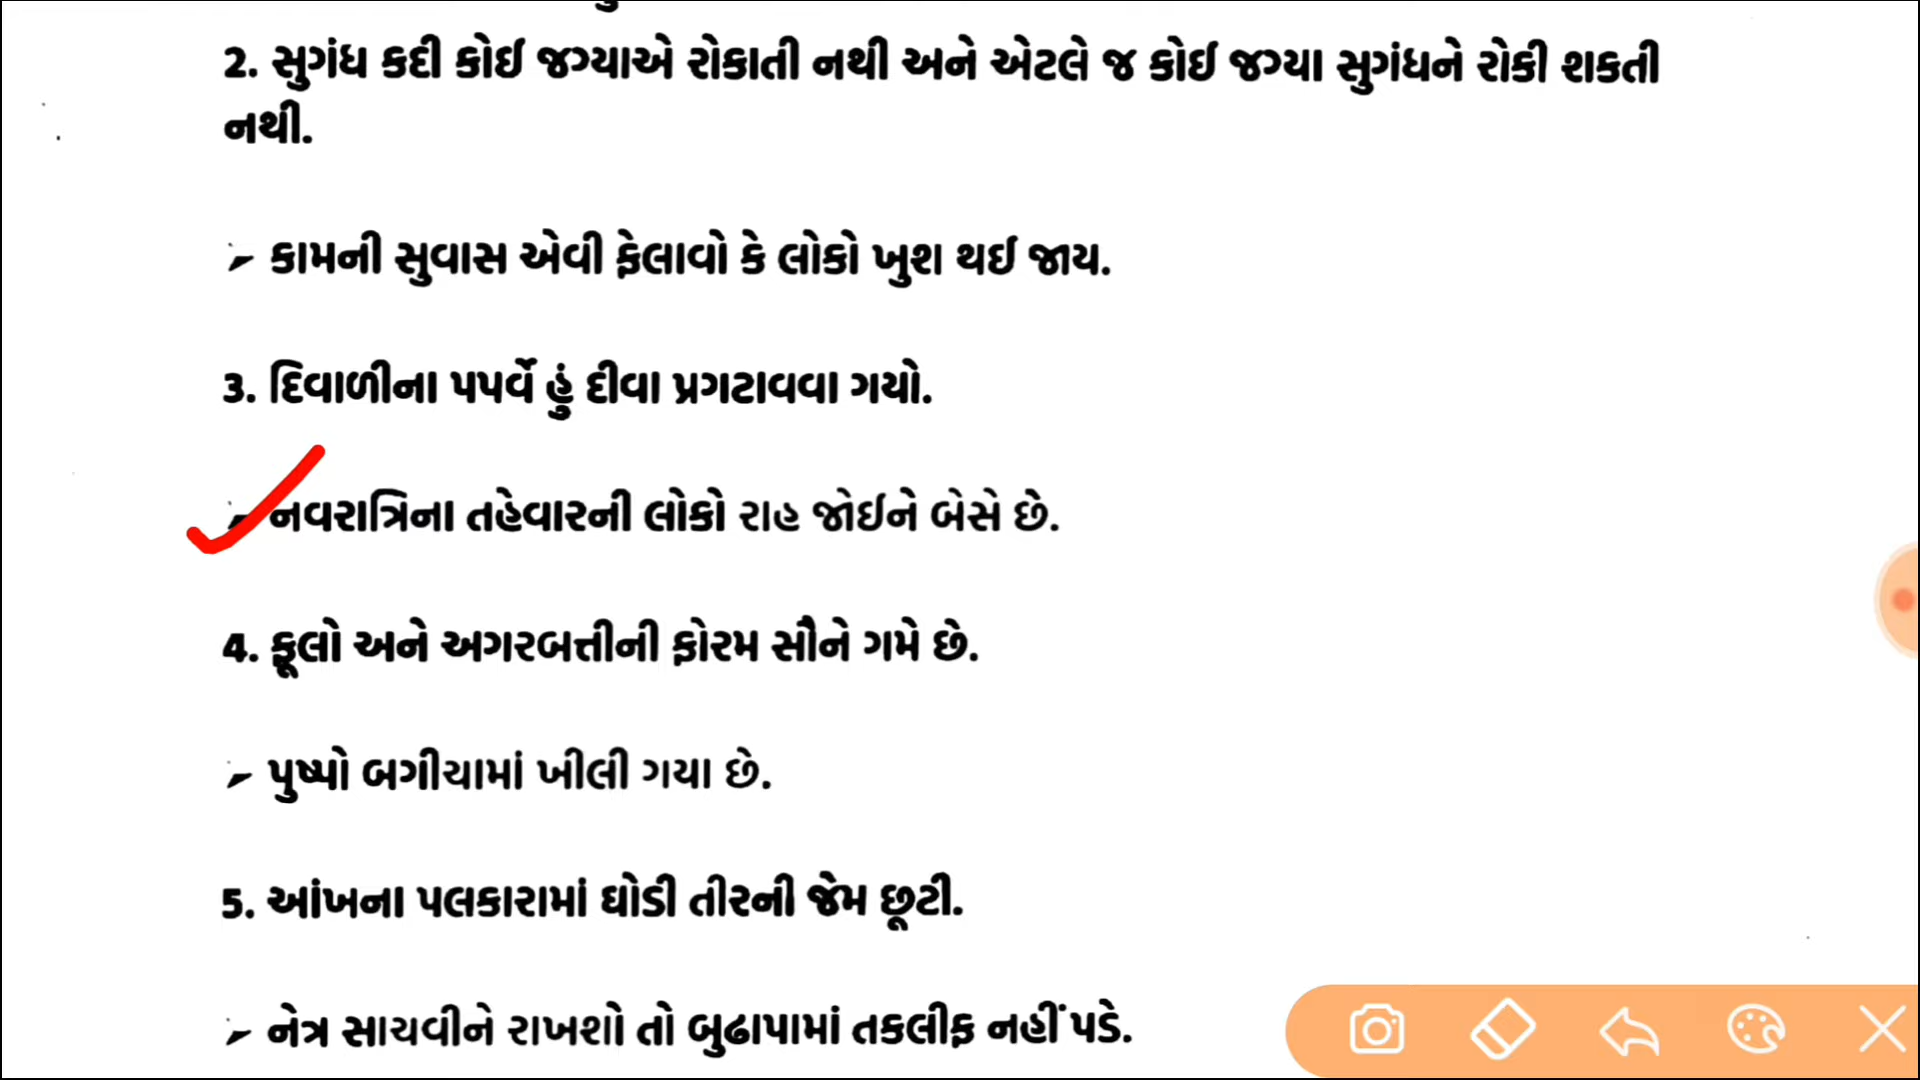 2. સુગંધ કદી કોઈ જગ્યાએ રોકાતી નથી અને એટલે જ કોઈ જગ્યા સુગંધને રોકી શકતી
નથી.
➢ કામની સુવાસ એવી ફેલાવો કે લોકો ખુશ થઈ જાય.
3. દિવાળીના પપર્વે હું દીવા પ્રગટાવવા ગયો.
➢ નવરાત્રિના તહેવારની લોકો રાહ જોઈને બેસે છે.
4. ફૂલો અને અગરબત્તીની ફોરમ સૌને ગમે છે.
➢ પુષ્પો બગીચામાં ખીલી ગયા છે.
5. આંખના પલકારામાં ઘોડી તીરની જેમ છૂટી.
➢ નેત્ર સાચવીને રાખશો તો બુઢાપામાં તકલીફ નહીં પડે.